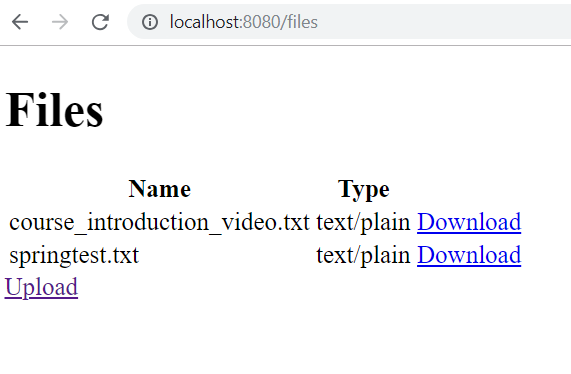 localhost:8080/files
Files
Name Type
course_introduction_video.txt text/plain Download
springtest.txt text/plain Download
Upload